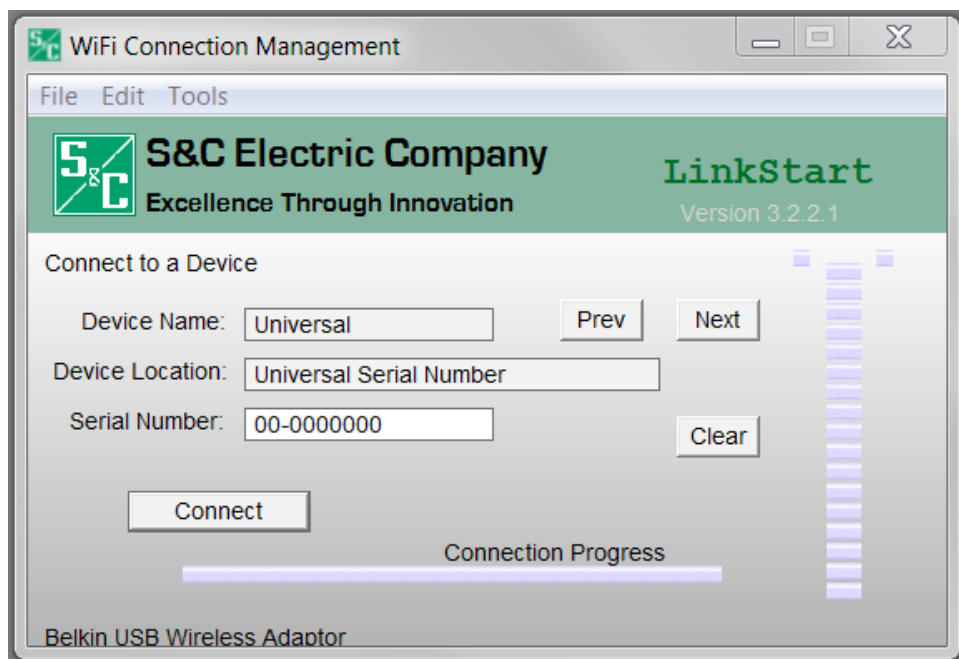 WiFi Connection Management
File Edit Tools
S&C
S&C Electric Company
Excellence Through Innovation
LinkStart
Version 3.2.2.1
Connect to a Device
Device Name: Universal Prev Next
Device Location: Universal Serial Number
Serial Number: 00-0000000
Clear
Connect
Connection Progress
Belkin USB Wireless Adaptor